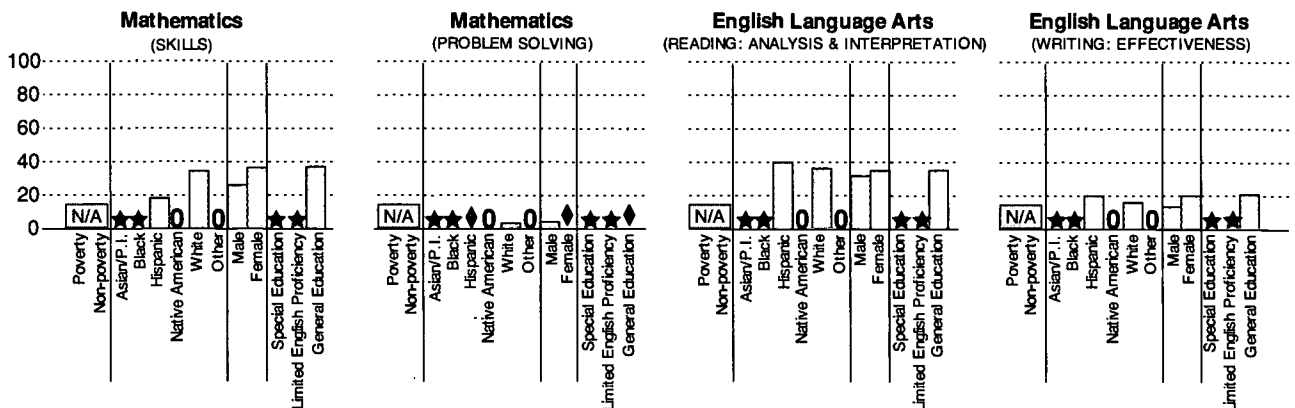 Mathematics
(SKILLS)
100
80
60
40
20
0
N/A
0
0
Poverty
Non-poverty
Asian/P.I.
Black
Hispanic
Native American
White
Other
Male
Female
Special Education
Limited English Proficiency
General Education
Mathematics
(PROBLEM SOLVING)
N/A
0
0
Poverty
Non-poverty
Asian/P.I.
Black
Hispanic
Native American
White
Other
Male
Female
Special Education
Limited English Proficiency
General Education
English Language Arts
(READING: ANALYSIS & INTERPRETATION)
N/A
0
0
Poverty
Non-poverty
Asian/P.I.
Black
Hispanic
Native American
White
Other
Male
Female
Special Education
Limited English Proficiency
General Education
English Language Arts
(WRITING: EFFECTIVENESS)
N/A
0
0
Poverty
Non-poverty
Asian/P.I.
Black
Hispanic
Native American
White
Other
Male
Female
Special Education
Limited English Proficiency
General Education